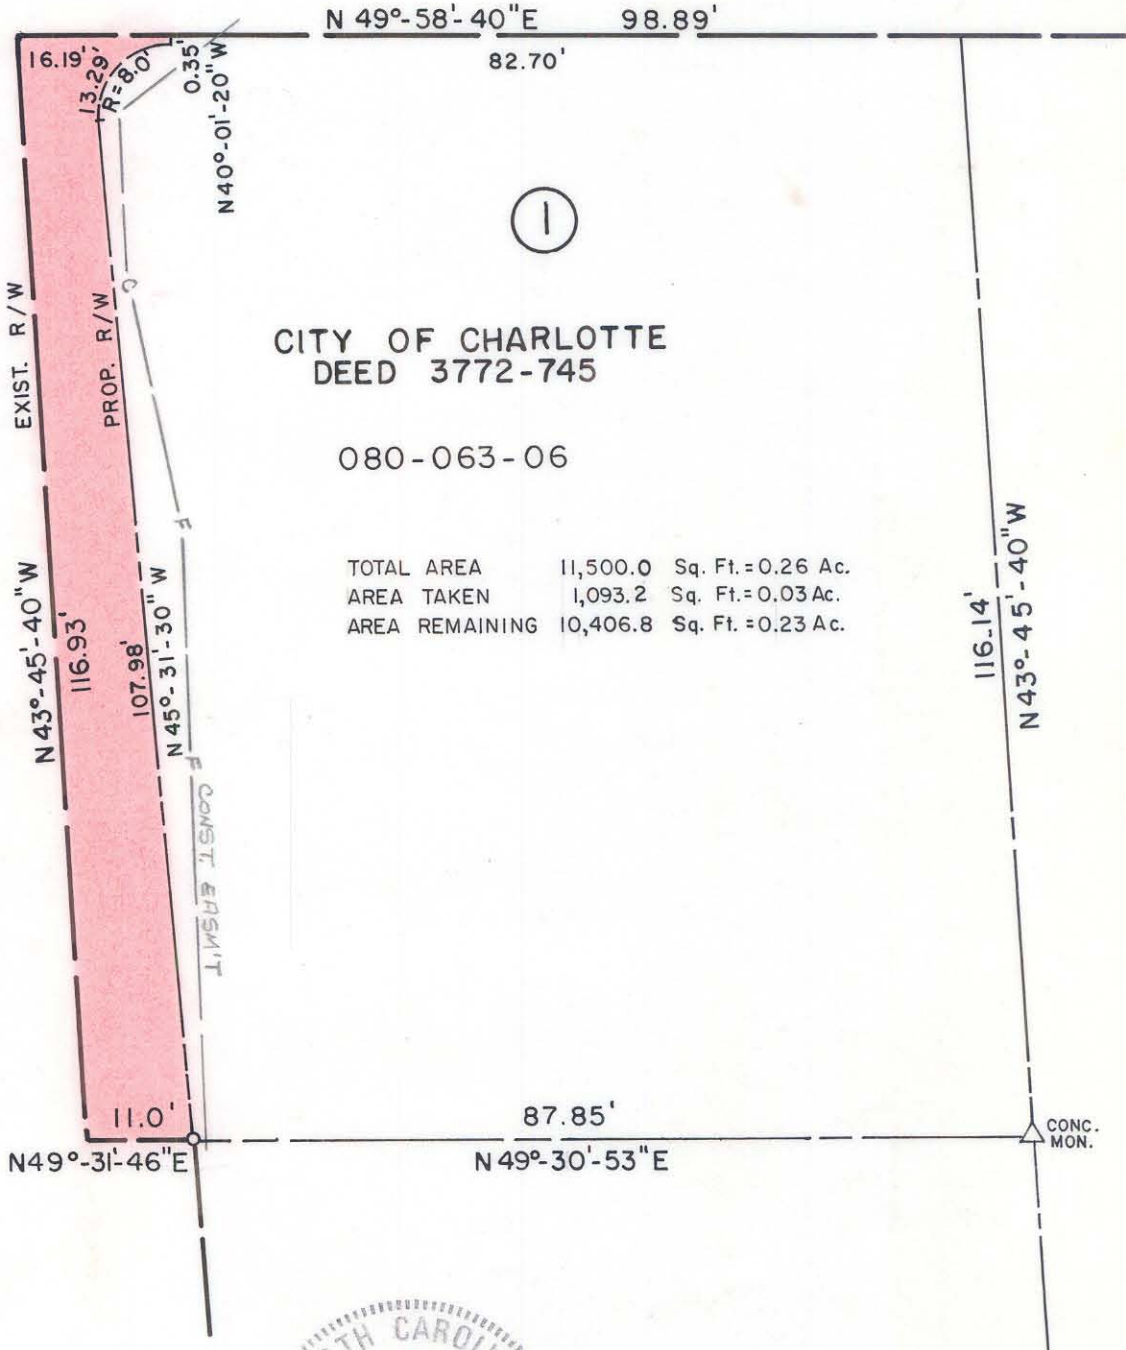 N 49°-58'-40"E 98.89'
16.19'
13.29'
R=8.0'
0.35'
N40°-01'-20"W
82.70'
1
CITY OF CHARLOTTE
DEED 3772-745
080-063-06
TOTAL AREA 11,500.0 Sq. Ft.=0.26 Ac.
AREA TAKEN 1,093.2 Sq. Ft.=0.03 Ac.
AREA REMAINING 10,406.8 Sq. Ft.=0.23 Ac.
EXIST. R/W
PROP. R/W
C
F
F
N43°-45'-40"W
116.93'
107.98'
N45°-31'-30"W
CONST. EASM'T
116.14'
N43°-45'-40"W
11.0'
87.85'
CONC.
MON.
N49°-31'-46"E
N49°-30'-53"E
TH CAROLI